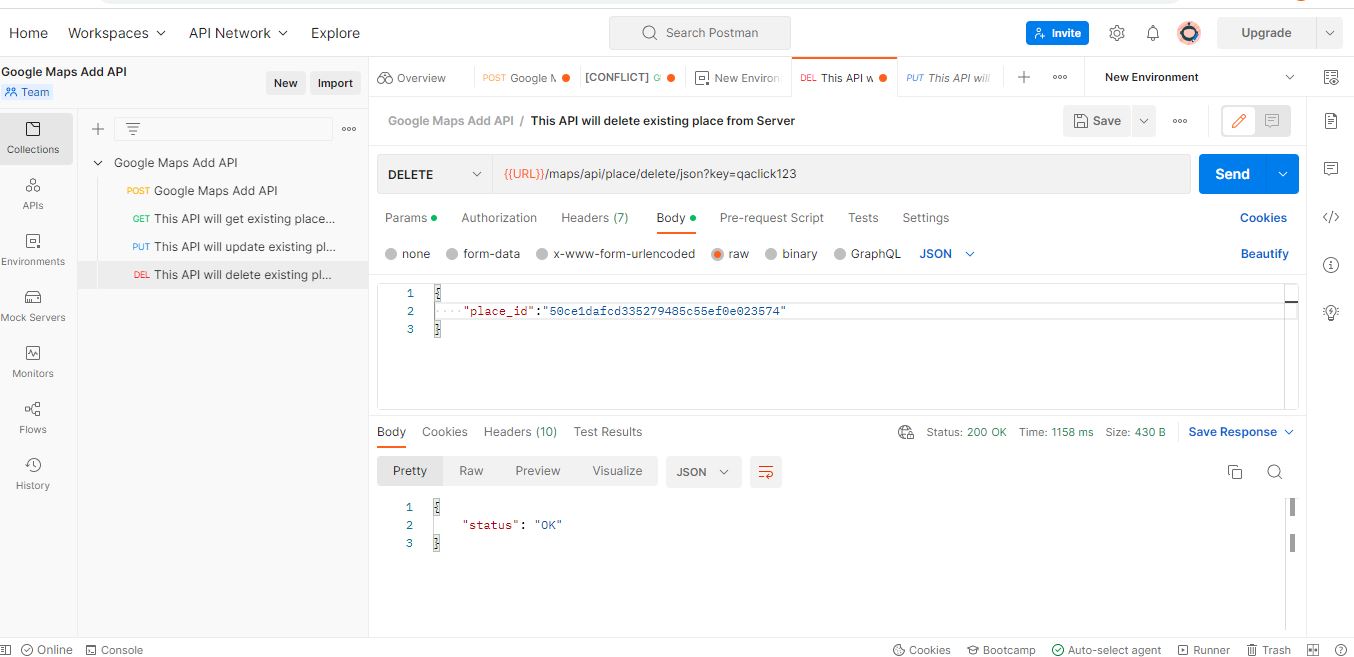 Home Workspaces API Network Explore Search Postman Invite Upgrade
Google Maps Add API
Team
New Import
Overview POST Google M [CONFLICT] G New Environ DEL This API w PUT This API will New Environment
Google Maps Add API / This API will delete existing place from Server Save
Collections
APIs
Environments
Mock Servers
Monitors
Flows
History
Google Maps Add API
POST Google Maps Add API
GET This API will get existing place...
PUT This API will update existing pl...
DEL This API will delete existing pl...
DELETE {{URL}}/maps/api/place/delete/json?key=qaclick123 Send
Params Authorization Headers (7) Body Pre-request Script Tests Settings Cookies
none form-data x-www-form-urlencoded raw binary GraphQL JSON Beautify
1 {
2 ····"place_id":"50ce1dafcd335279485c55ef0e023574"
3 }
Body Cookies Headers (10) Test Results Status: 200 OK Time: 1158 ms Size: 430 B Save Response
Pretty Raw Preview Visualize JSON
1 {
2 "status": "OK"
3 }
Online Console Cookies Bootcamp Auto-select agent Runner Trash